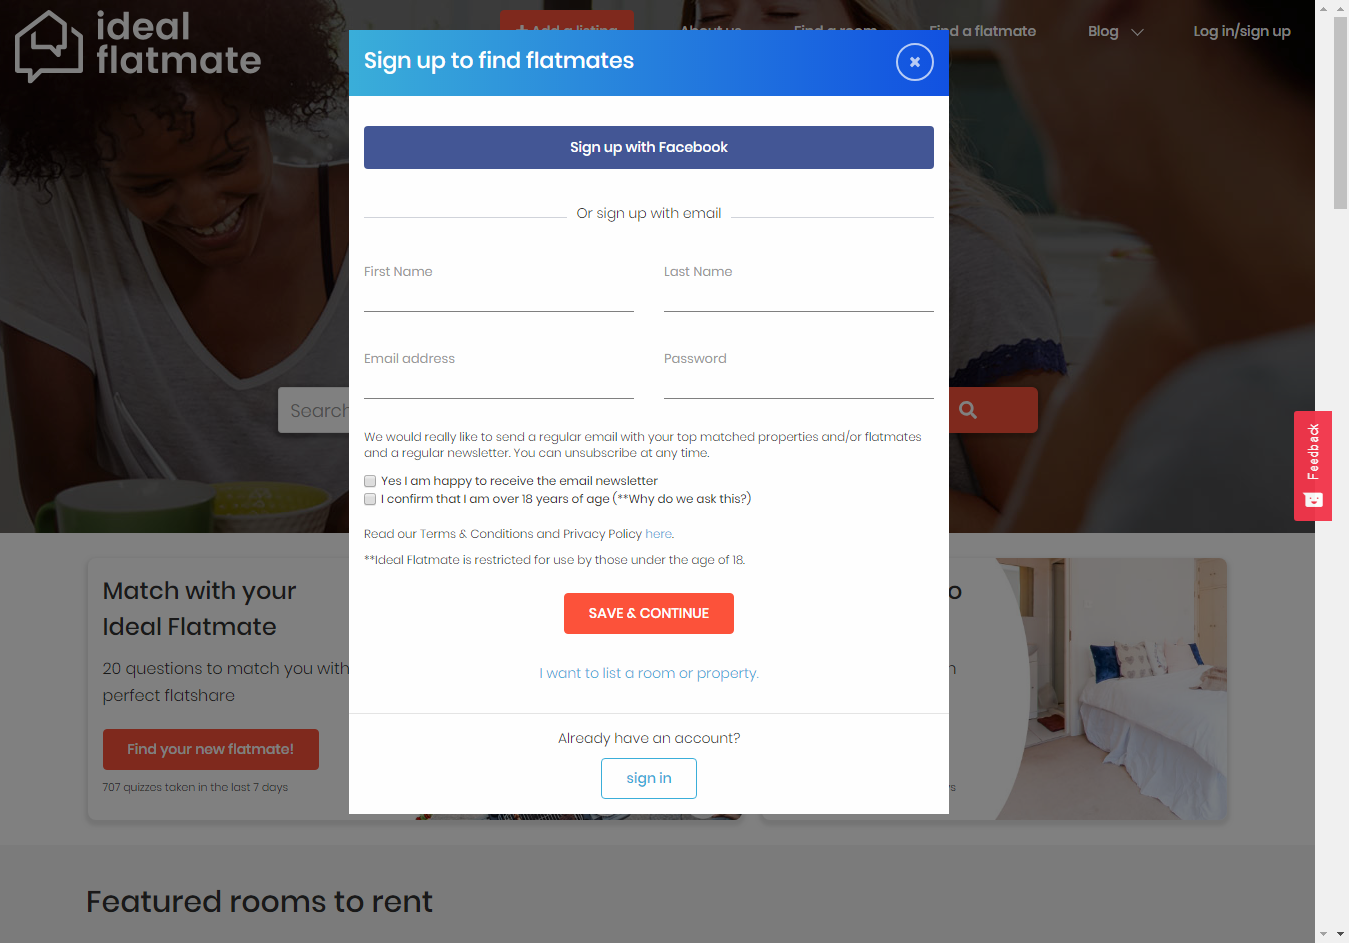 ideal
flatmate
Add a listing
About us
Find a room
Find a flatmate
Blog
Log in/sign up
Sign up to find flatmates
Sign up with Facebook
Or sign up with email
First Name
Last Name
Email address
Password
Search
We would really like to send a regular email with your top matched properties and/or flatmates
and a regular newsletter. You can unsubscribe at any time.
Yes I am happy to receive the email newsletter
I confirm that I am over 18 years of age (**Why do we ask this?)
Read our Terms & Conditions and Privacy Policy here.
**Ideal Flatmate is restricted for use by those under the age of 18.
SAVE & CONTINUE
I want to list a room or property.
Already have an account?
sign in
Feedback
Match with your
Ideal Flatmate
20 questions to match you with
perfect flatshare
Find your new flatmate!
707 quizzes taken in the last 7 days
Featured rooms to rent